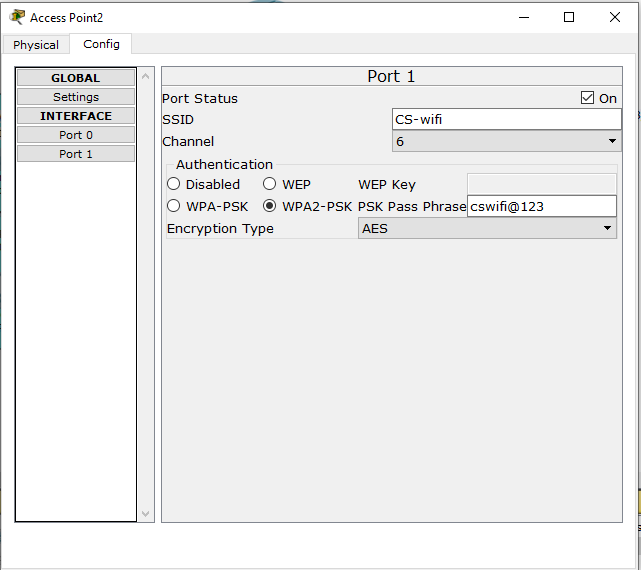 Access Point2
Physical Config
GLOBAL
Settings
INTERFACE
Port 0
Port 1
Port 1
Port Status On
SSID CS-wifi
Channel 6
Authentication
Disabled WEP WEP Key
WPA-PSK WPA2-PSK PSK Pass Phrase cswifi@123
Encryption Type AES